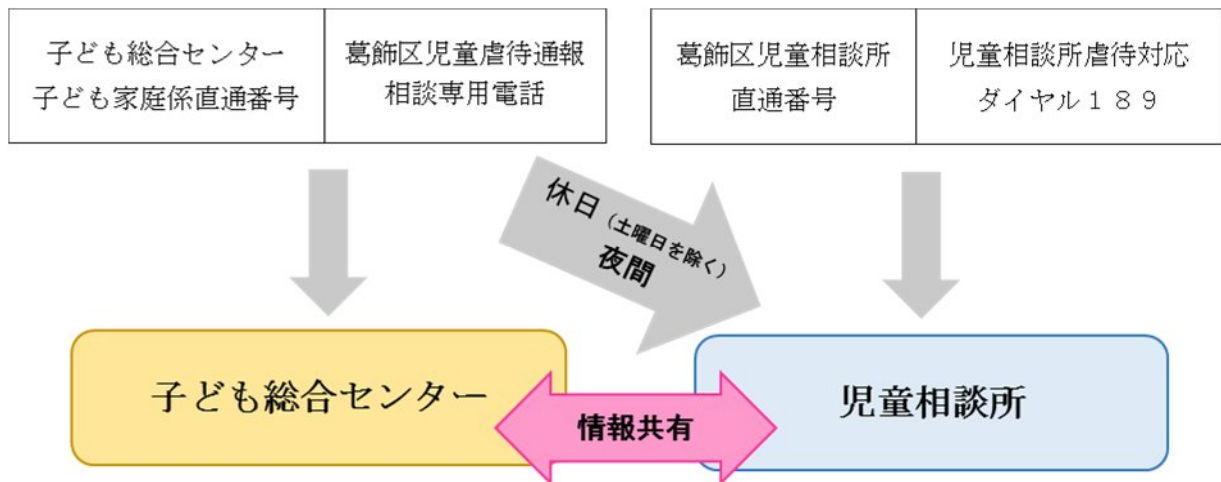 子ども総合センター
子ども家庭係直通番号
葛飾区児童虐待通報
相談専用電話
葛飾区児童相談所
直通番号
児童相談所虐待対応
ダイヤル１８９
休日（土曜日を除く）
夜間
子ども総合センター
情報共有
児童相談所